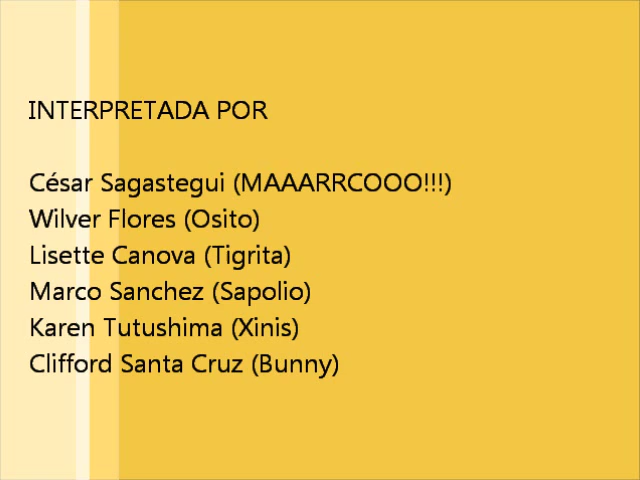 INTERPRETADA POR
César Sagastegui (MAAARRCOOO!!!)
Wilver Flores (Osito)
Lisette Canova (Tigrita)
Marco Sanchez (Sapolio)
Karen Tutushima (Xinis)
Clifford Santa Cruz (Bunny)